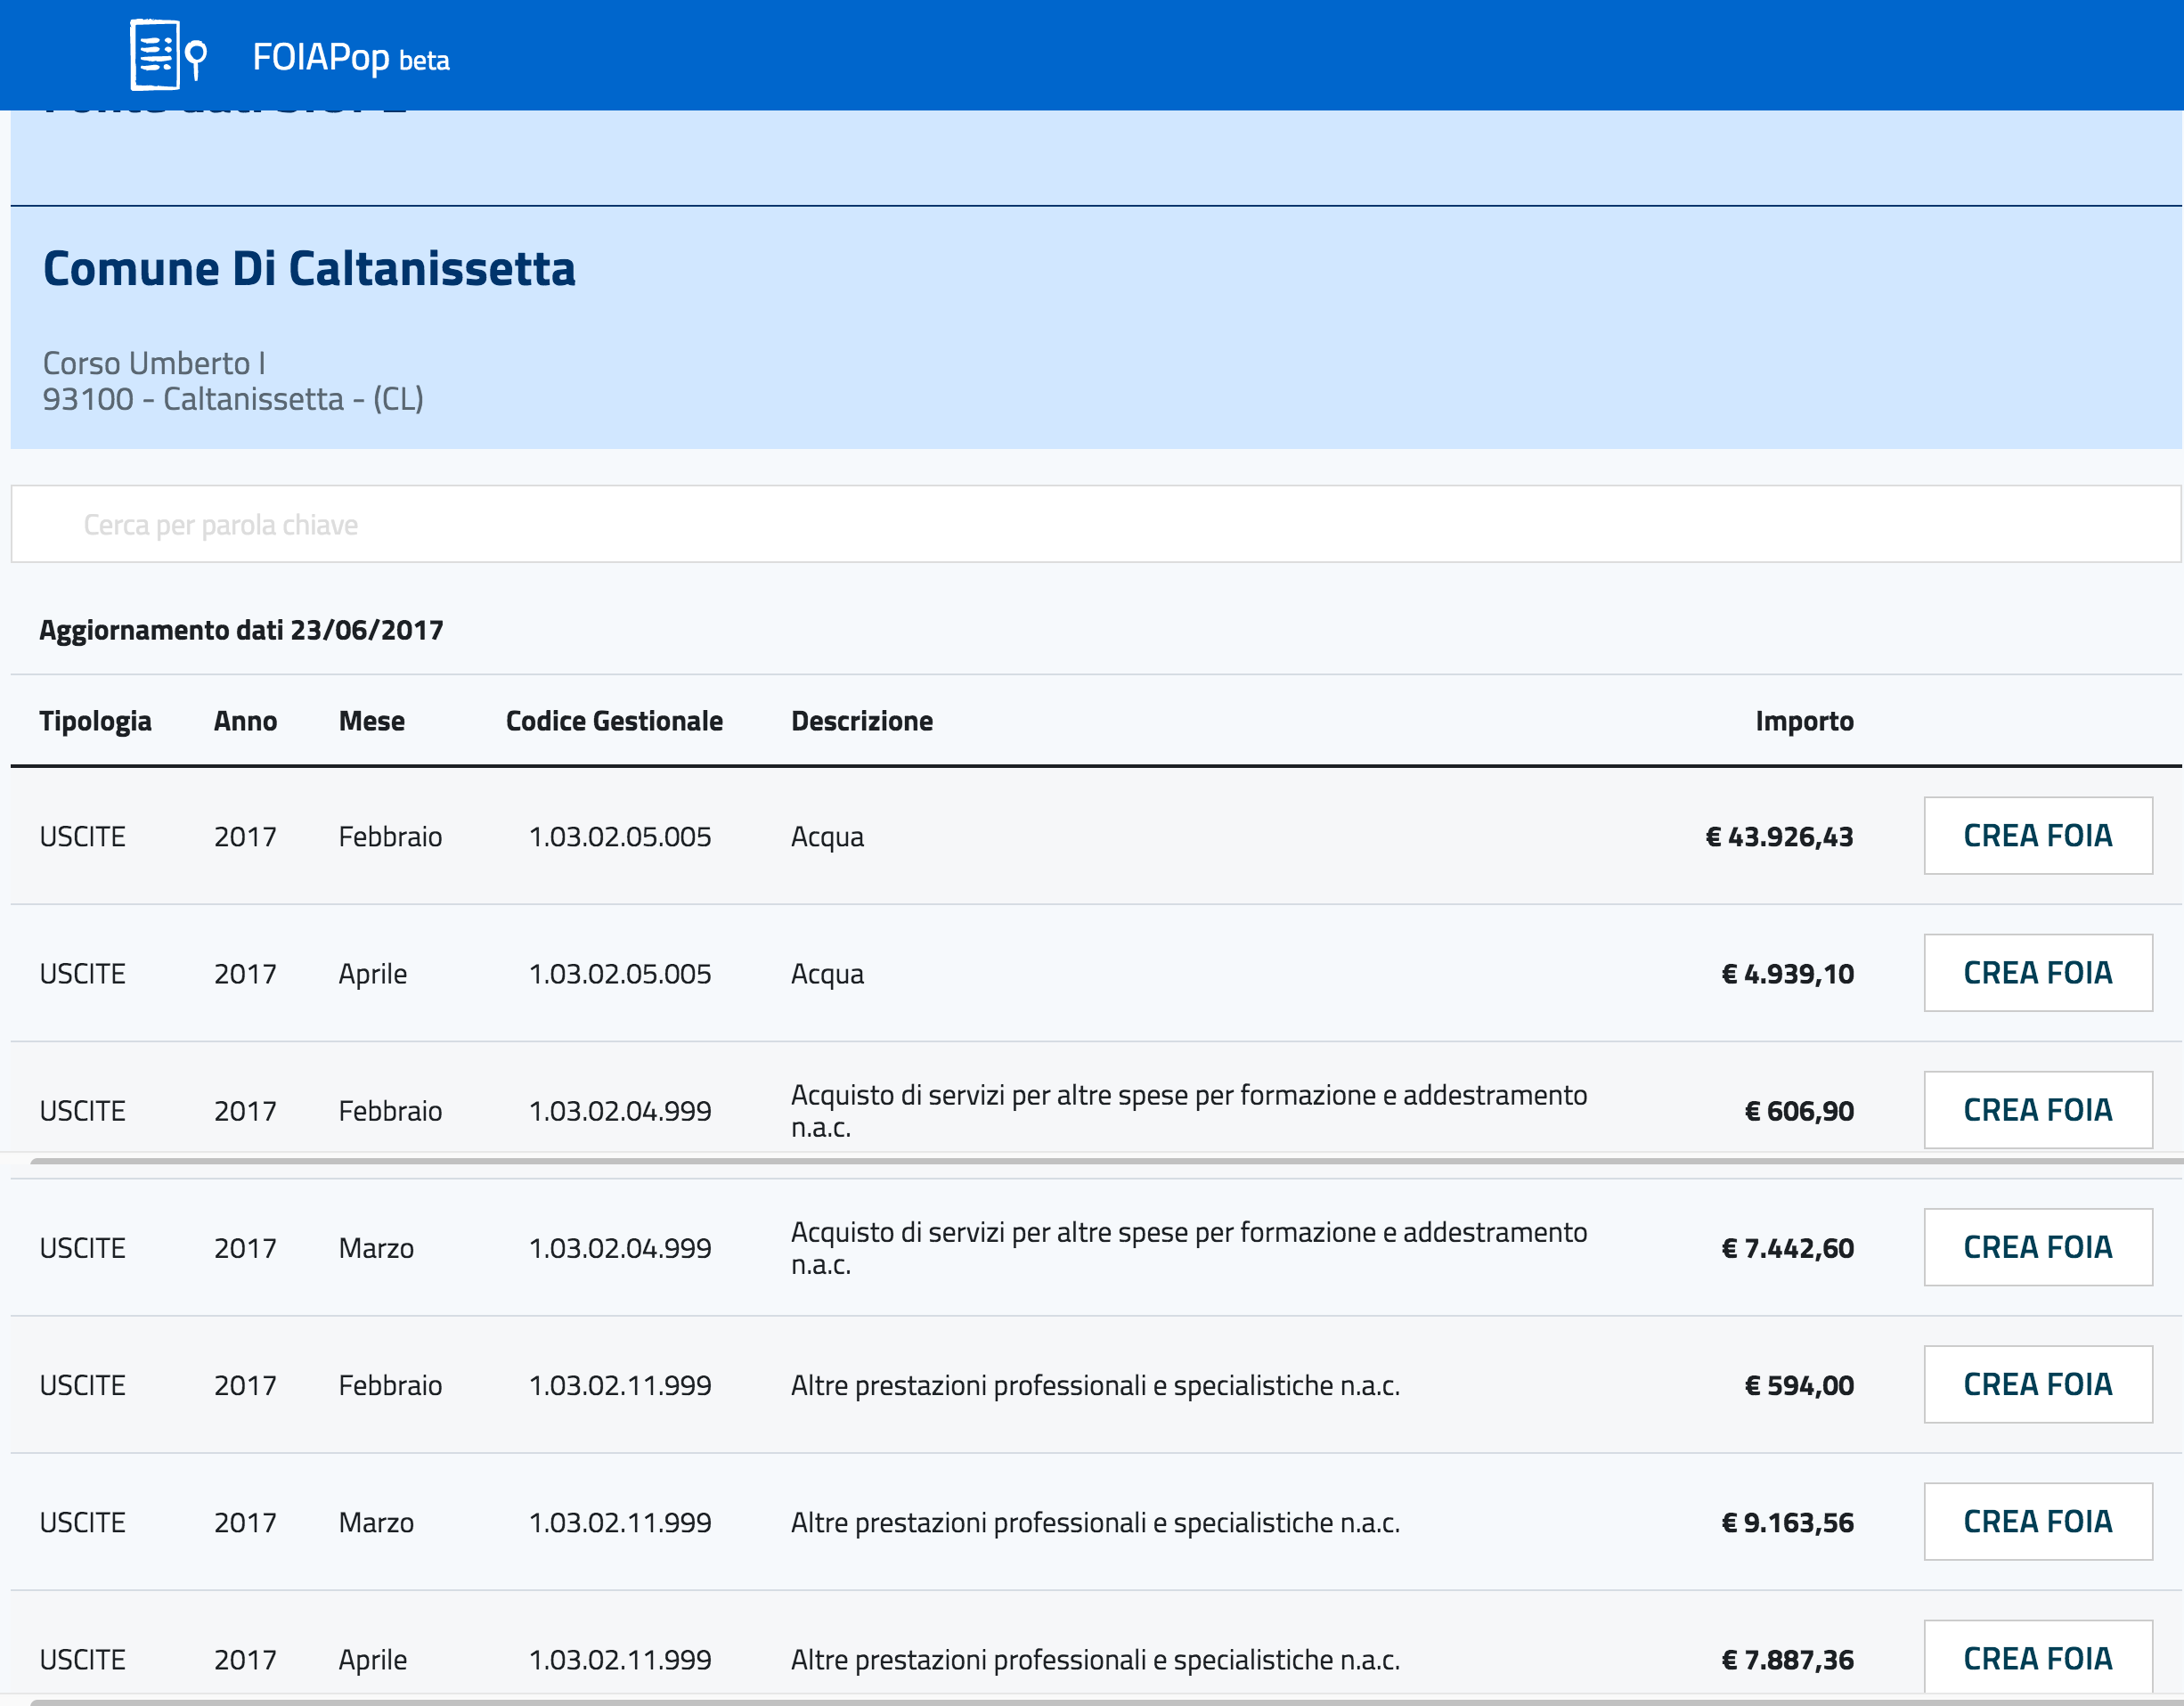 FOIAPop beta
Comune Di Caltanissetta
Corso Umberto I
93100 - Caltanissetta - (CL)
Cerca per parola chiave
Aggiornamento dati 23/06/2017
Tipologia Anno Mese Codice Gestionale Descrizione Importo
USCITE 2017 Febbraio 1.03.02.05.005 Acqua € 43.926,43 CREA FOIA
USCITE 2017 Aprile 1.03.02.05.005 Acqua € 4.939,10 CREA FOIA
USCITE 2017 Febbraio 1.03.02.04.999 Acquisto di servizi per altre spese per formazione e addestramento
n.a.c. € 606,90 CREA FOIA
USCITE 2017 Marzo 1.03.02.04.999 Acquisto di servizi per altre spese per formazione e addestramento
n.a.c. € 7.442,60 CREA FOIA
USCITE 2017 Febbraio 1.03.02.11.999 Altre prestazioni professionali e specialistiche n.a.c. € 594,00 CREA FOIA
USCITE 2017 Marzo 1.03.02.11.999 Altre prestazioni professionali e specialistiche n.a.c. € 9.163,56 CREA FOIA
USCITE 2017 Aprile 1.03.02.11.999 Altre prestazioni professionali e specialistiche n.a.c. € 7.887,36 CREA FOIA